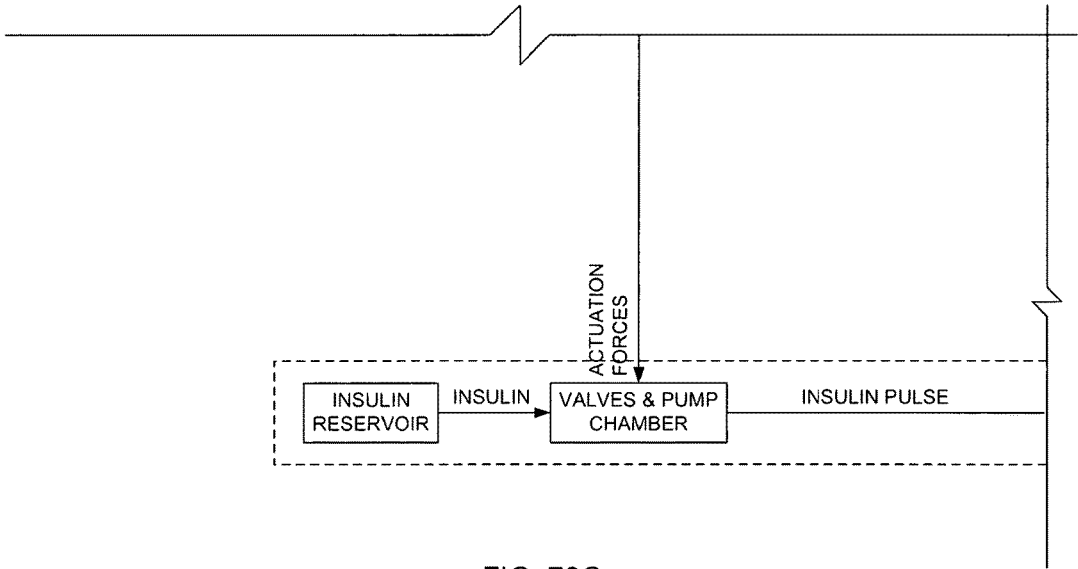 ACTUATION
FORCES
INSULIN
RESERVOIR
INSULIN
VALVES & PUMP
CHAMBER
INSULIN PULSE